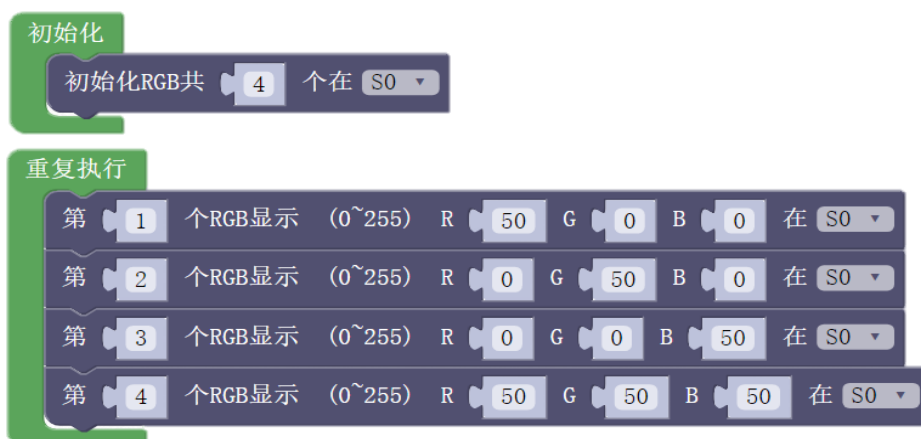 初始化
初始化RGB共 4 个在 S0
重复执行
第 1 个RGB显示 (0~255) R 50 G 0 B 0 在 S0
第 2 个RGB显示 (0~255) R 0 G 50 B 0 在 S0
第 3 个RGB显示 (0~255) R 0 G 0 B 50 在 S0
第 4 个RGB显示 (0~255) R 50 G 50 B 50 在 S0